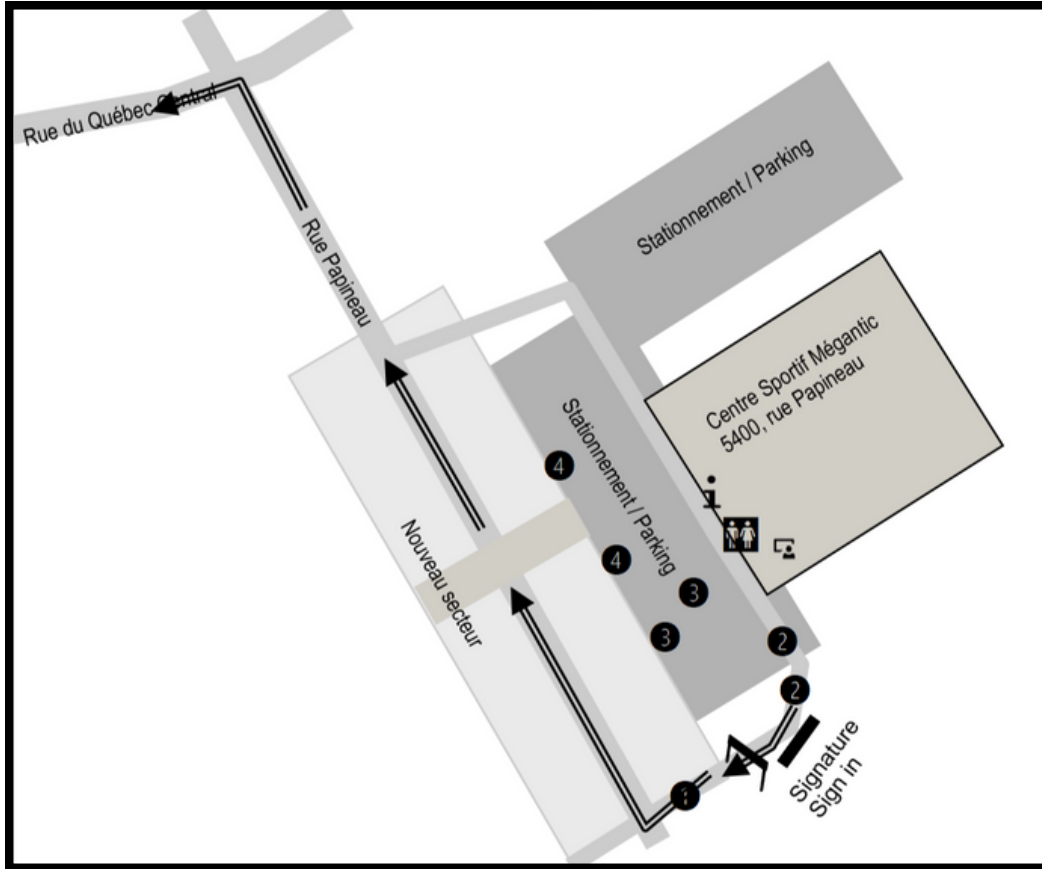 Rue du Québec Central
Stationnement / Parking
Rue Papineau
Centre Sportif Mégantic
5400, rue Papineau
Stationnement / Parking
4
Nouveau secteur
4
3
3
2
2
Signature
Sign in